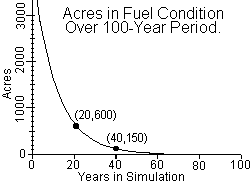 Acres in Fuel Condition
Over 100-Year Period.
3000
2000
1000
0
Acres
(20,600)
(40,150)
0 20 40 60 80 100
Years in Simulation